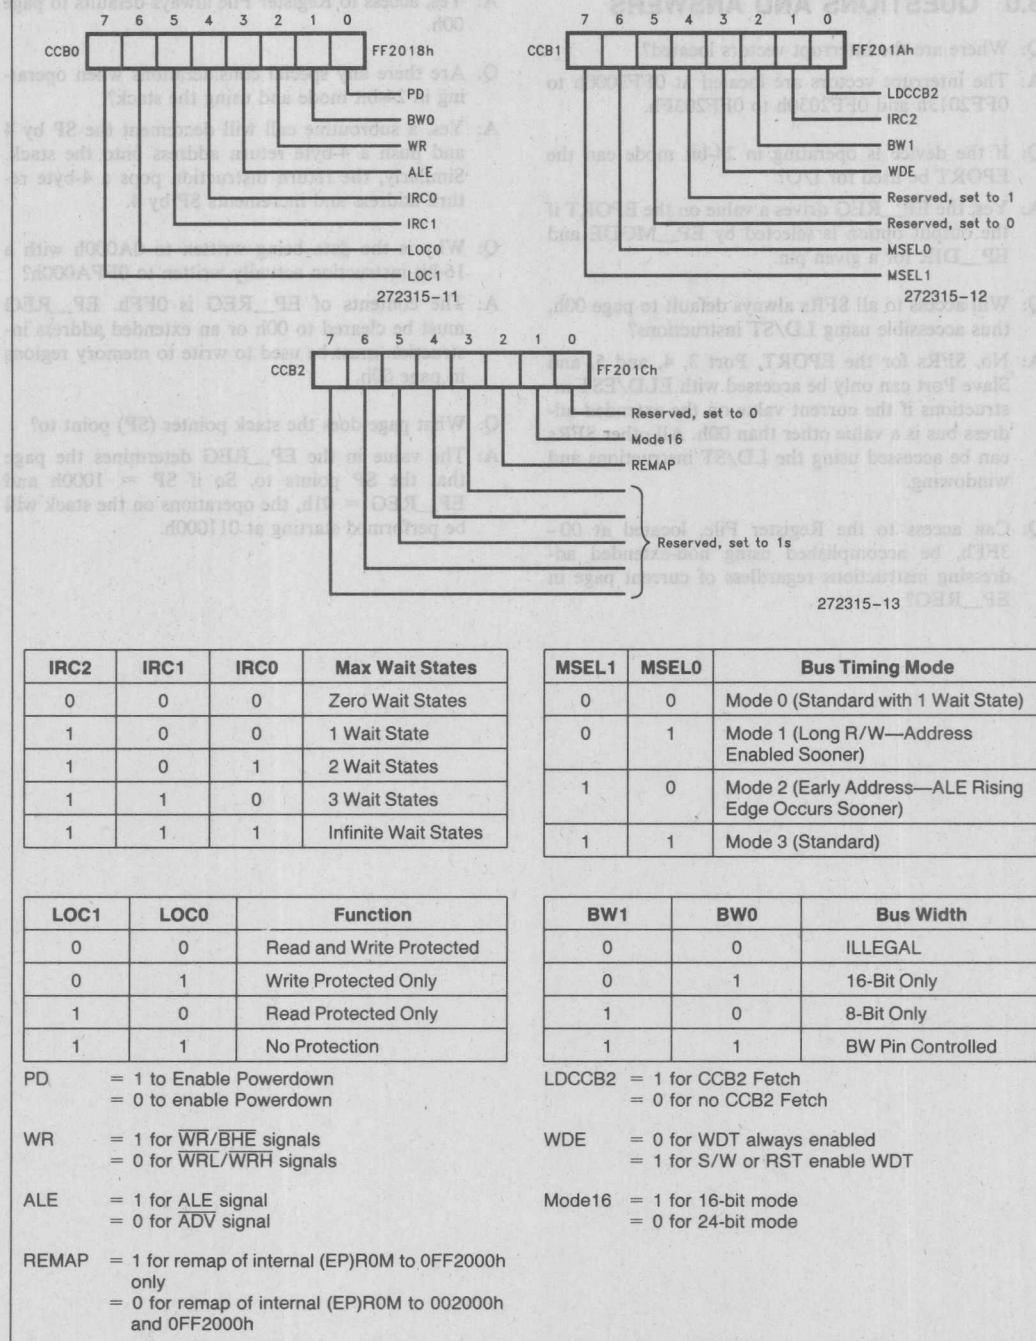 7 6 5 4 3 2 1 0
CCB0 FF2018h
PD
BW0
WR
ALE
IRC0
IRC1
LOC0
LOC1
272315-11
7 6 5 4 3 2 1 0
CCB1 FF201Ah
LDCCB2
IRC2
BW1
WDE
Reserved, set to 1
Reserved, set to 0
MSEL0
MSEL1
272315-12
7 6 5 4 3 2 1 0
CCB2 FF201Ch
Reserved, set to 0
Mode16
REMAP
Reserved, set to 1s
272315-13
IRC2 IRC1 IRC0 Max Wait States
0 0 0 Zero Wait States
1 0 0 1 Wait State
1 0 1 2 Wait States
1 1 0 3 Wait States
1 1 1 Infinite Wait States
MSEL1 MSEL0 Bus Timing Mode
0 0 Mode 0 (Standard with 1 Wait State)
0 1 Mode 1 (Long R/W—Address
Enabled Sooner)
1 0 Mode 2 (Early Address—ALE Rising
Edge Occurs Sooner)
1 1 Mode 3 (Standard)
LOC1 LOC0 Function
0 0 Read and Write Protected
0 1 Write Protected Only
1 0 Read Protected Only
1 1 No Protection
BW1 BW0 Bus Width
0 0 ILLEGAL
0 1 16-Bit Only
1 0 8-Bit Only
1 1 BW Pin Controlled
PD = 1 to Enable Powerdown
= 0 to enable Powerdown
WR = 1 for WR/BHE signals
= 0 for WRL/WRH signals
ALE = 1 for ALE signal
= 0 for ADV signal
REMAP = 1 for remap of internal (EP)R0M to 0FF2000h
only
= 0 for remap of internal (EP)R0M to 002000h
and 0FF2000h
LDCCB2 = 1 for CCB2 Fetch
= 0 for no CCB2 Fetch
WDE = 0 for WDT always enabled
= 1 for S/W or RST enable WDT
Mode16 = 1 for 16-bit mode
= 0 for 24-bit mode